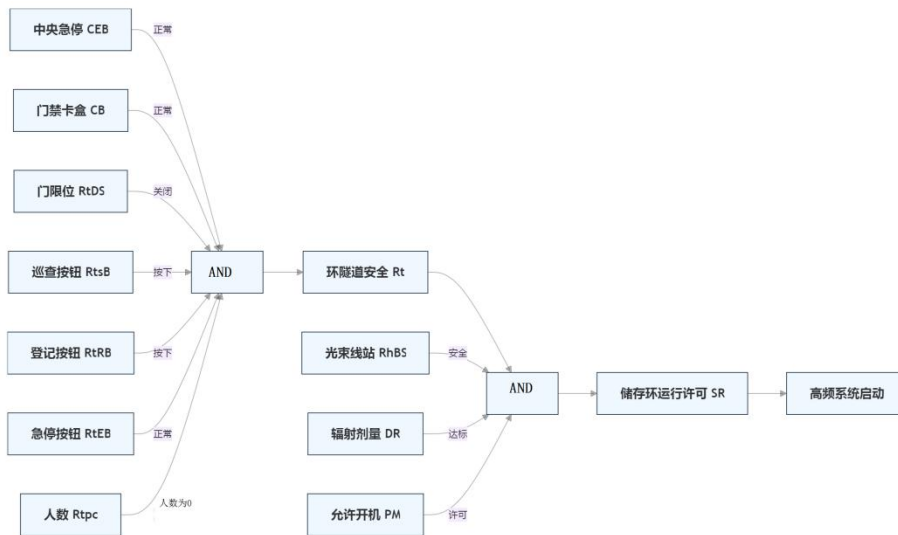 中央急停 CEB
正常
门禁卡盒 CB
正常
门限位 RtDS
关闭
巡查按钮 RtsB
按下
AND
环隧道安全 Rt
登记按钮 RtRB
按下
光束线站 RhBS
安全
AND
储存环运行许可 SR
高频系统启动
急停按钮 RtEB
正常
辐射剂量 DR
达标
人数 Rtpc
人数为0
允许开机 PM
许可